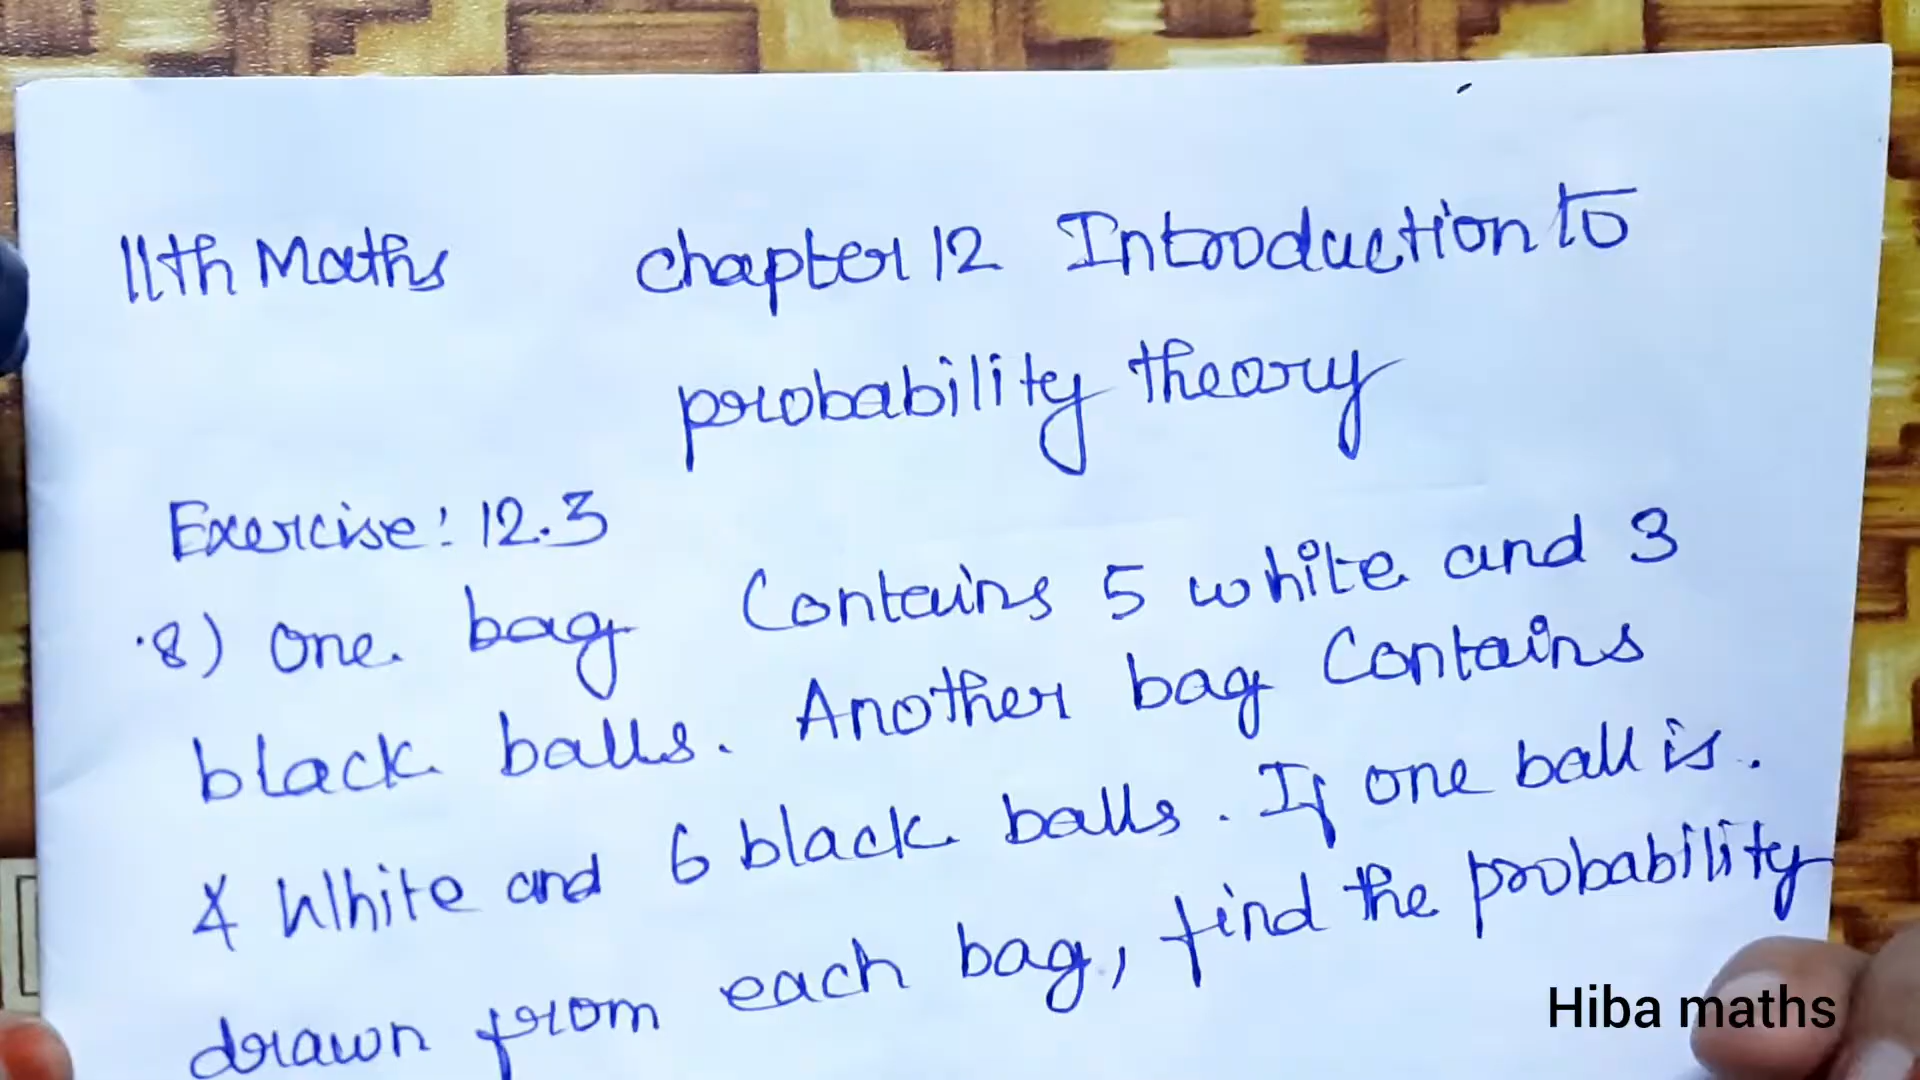 11th Maths chapter 12 Introduction to
probability theory
Exercise: 12.3
8) One bag Contains 5 white and 3
black balls. Another bag Contains
4 White and 6 black balls. If one ball is.
drawn from each bag, find the probability
Hiba maths